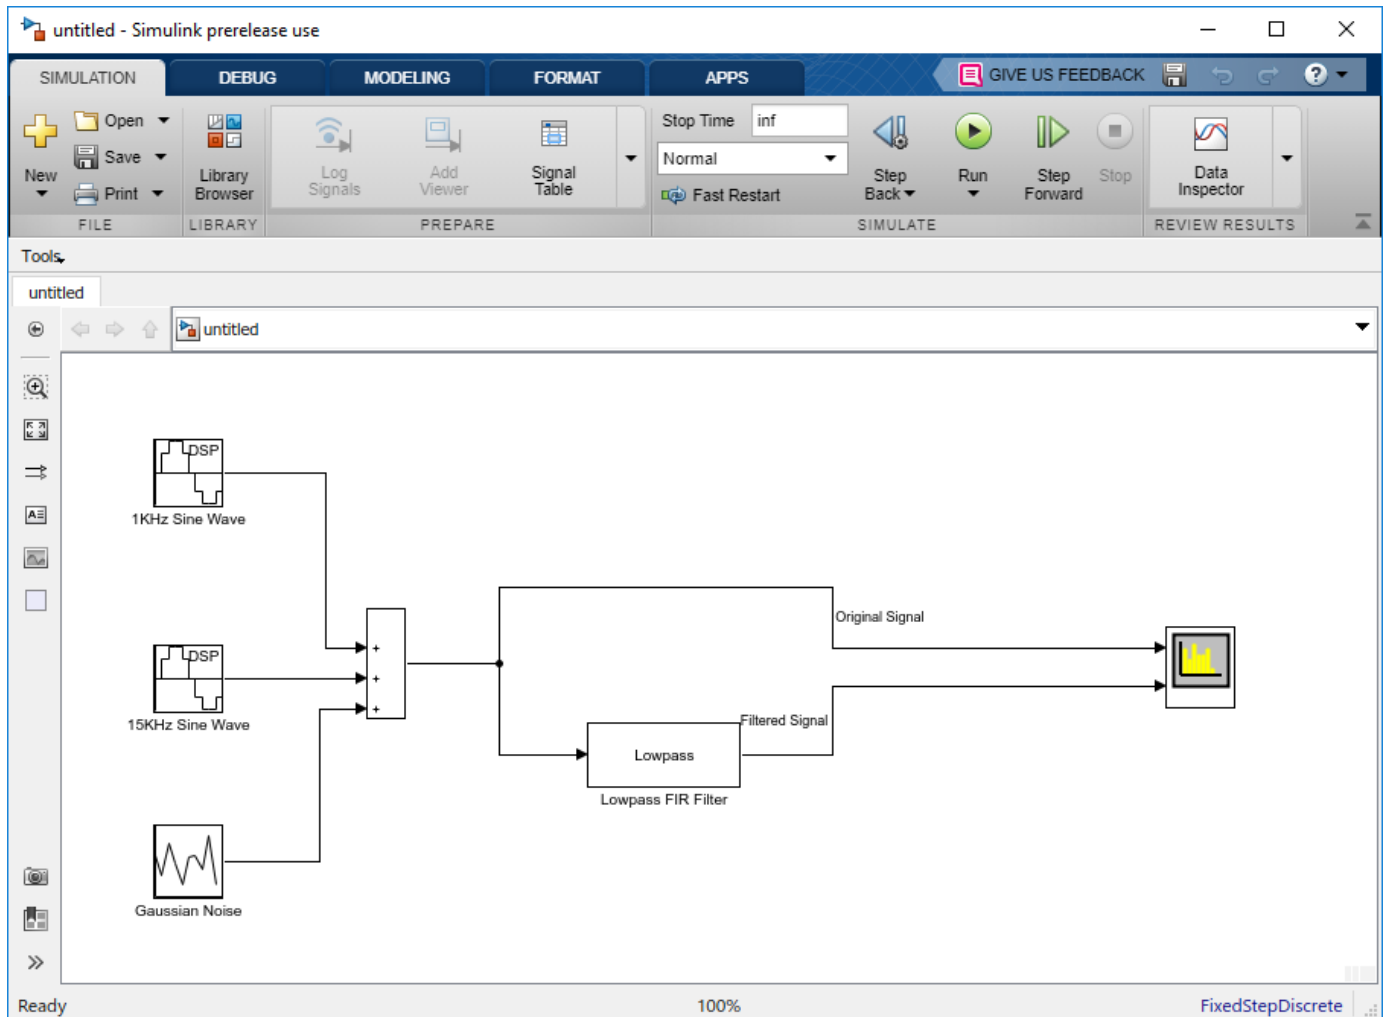 untitled - Simulink prerelease use
SIMULATION DEBUG MODELING FORMAT APPS GIVE US FEEDBACK ?
New Open Save Print
Library Browser
Log Signals Add Viewer Signal Table
Stop Time inf
Normal
Fast Restart
Step Back Run Step Forward Stop
Data Inspector
FILE LIBRARY PREPARE SIMULATE REVIEW RESULTS
Tools
untitled
untitled
DSP
1KHz Sine Wave
Original Signal
+
DSP
+
+
15KHz Sine Wave
Filtered Signal
Lowpass
Lowpass FIR Filter
Gaussian Noise
A
Ready 100% FixedStepDiscrete